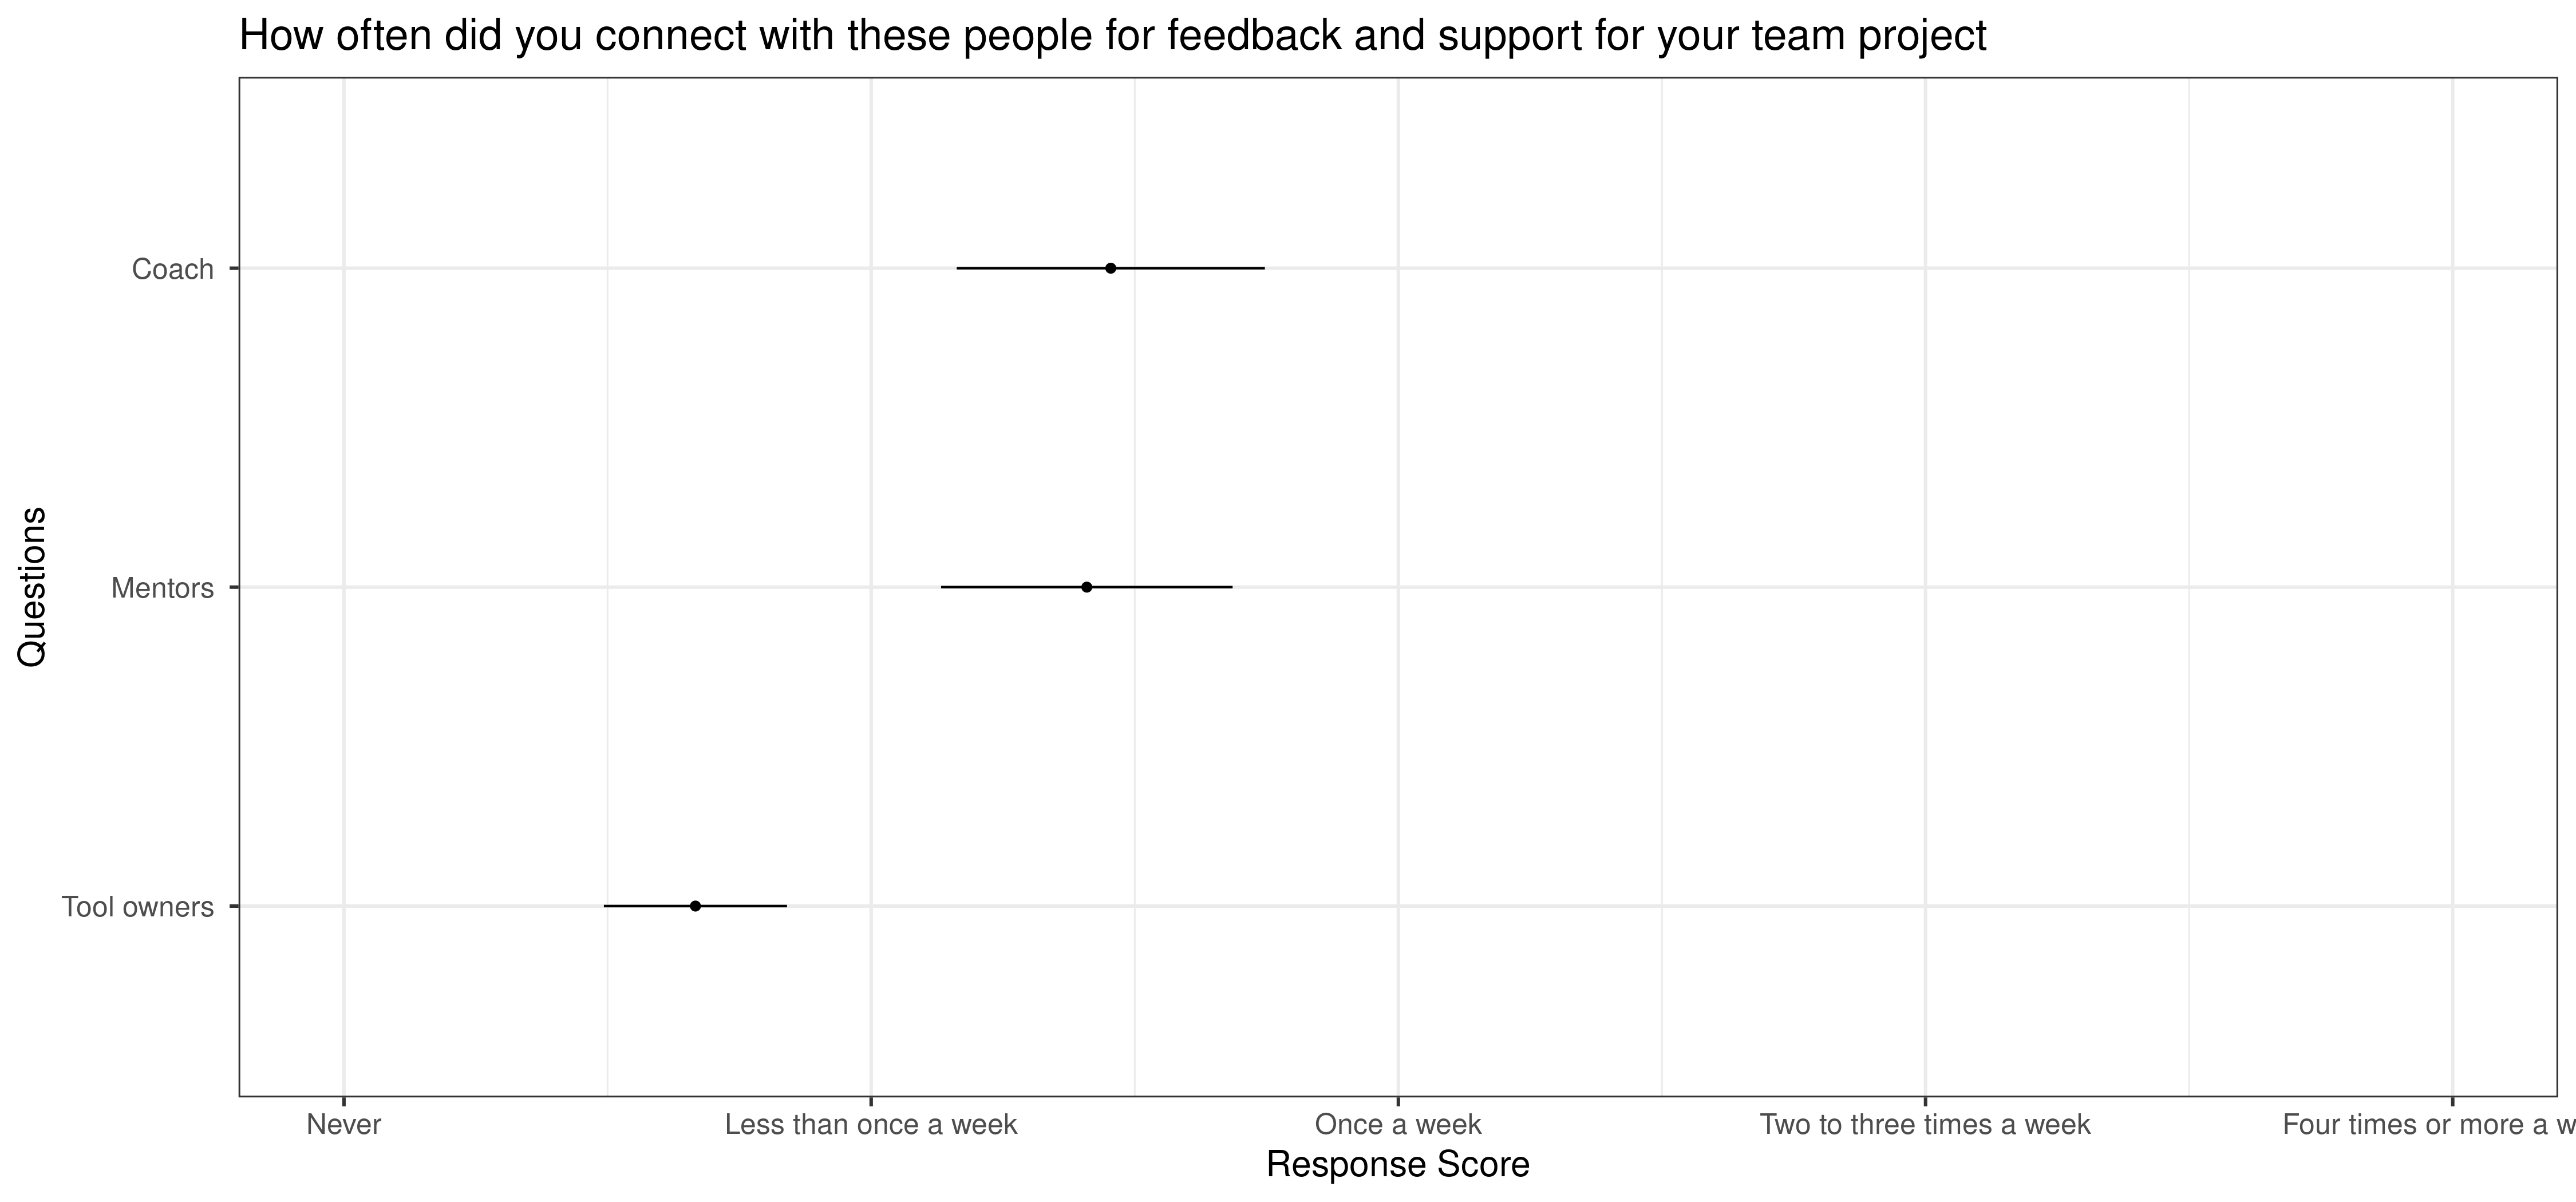 How often did you connect with these people for feedback and support for your team project
Questions
Coach
Mentors
Tool owners
Never
Less than once a week
Once a week
Two to three times a week
Four times or more a w
Response Score